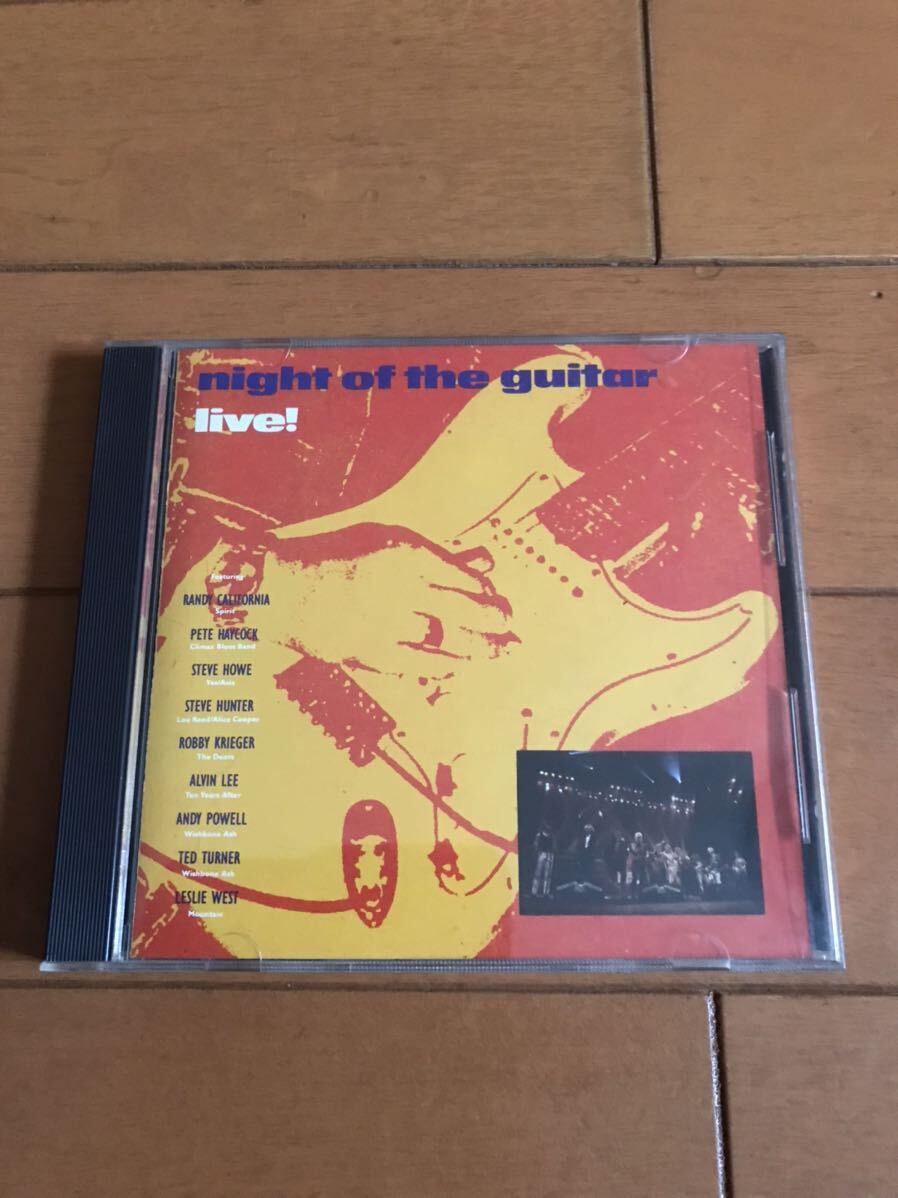 night of the guitar
live!
Featuring
RANDY CALIFORNIA
Spirit
PETE HAYCOCK
Climax Blues Band
STEVE HOWE
Yes/Asia
STEVE HUNTER
Lou Reed/Alice Cooper
ROBBY KRIEGER
The Doors
ALVIN LEE
Ten Years After
ANDY POWELL
Wishbone Ash
TED TURNER
Wishbone Ash
LESLIE WEST
Mountain